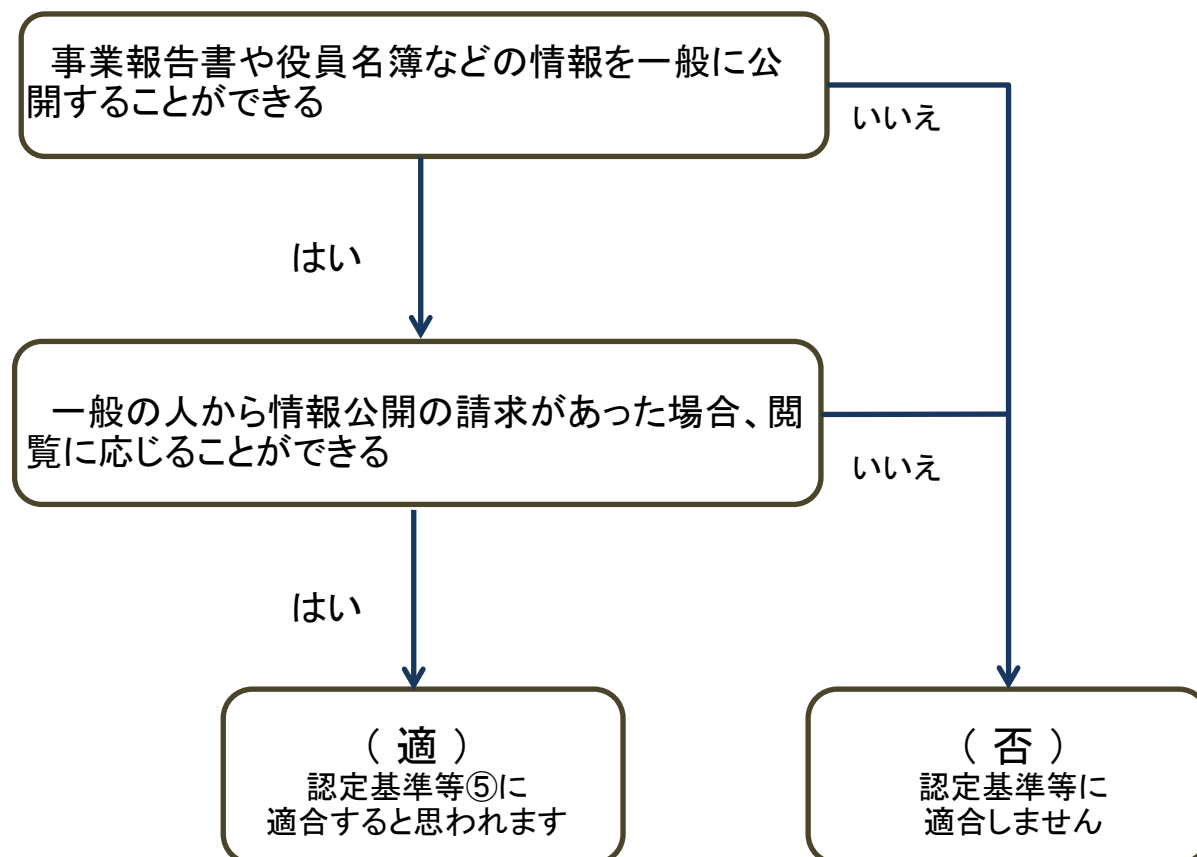 事業報告書や役員名簿などの情報を一般に公
開することができる
いいえ
はい
一般の人から情報公開の請求があった場合、閲
覧に応じることができる
いいえ
はい
（ 適 ）
認定基準等⑤に
適合すると思われます
（ 否 ）
認定基準等に
適合しません